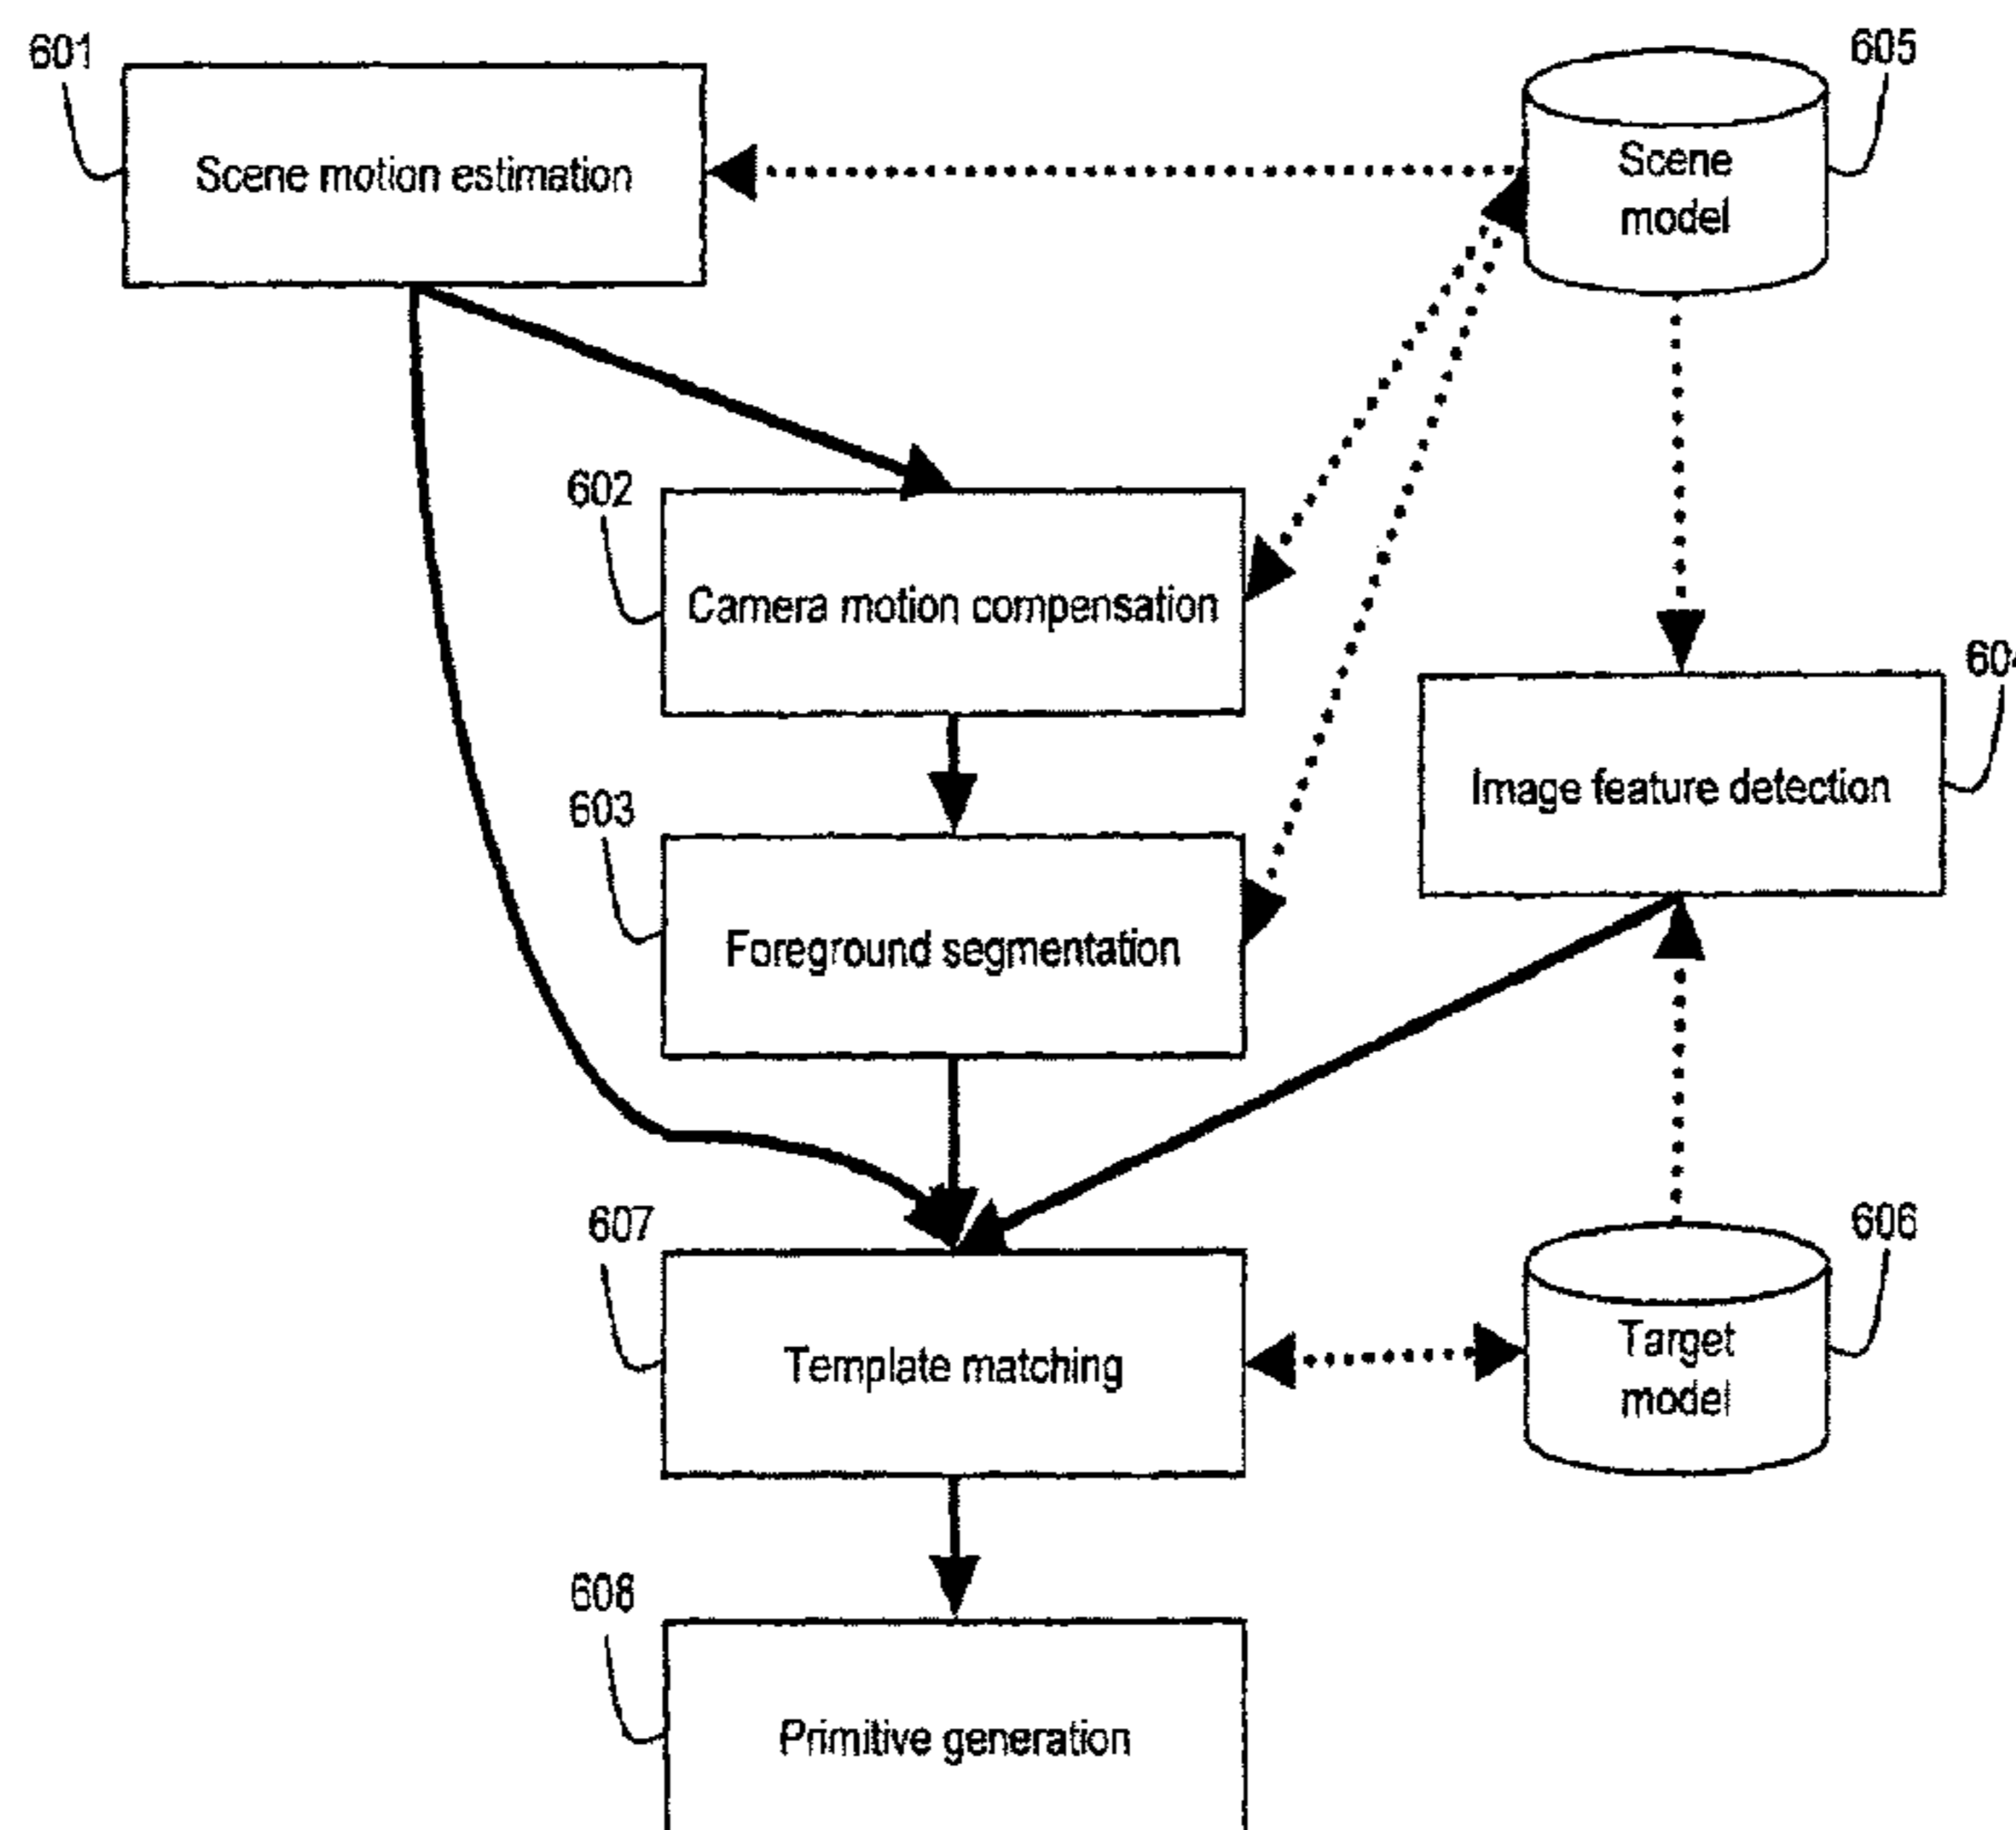 601
605
Scene motion estimation
Scene
model
602
Camera motion compensation
604
Image feature detection
603
Foreground segmentation
607
606
Template matching
Target
model
608
Primitive generation